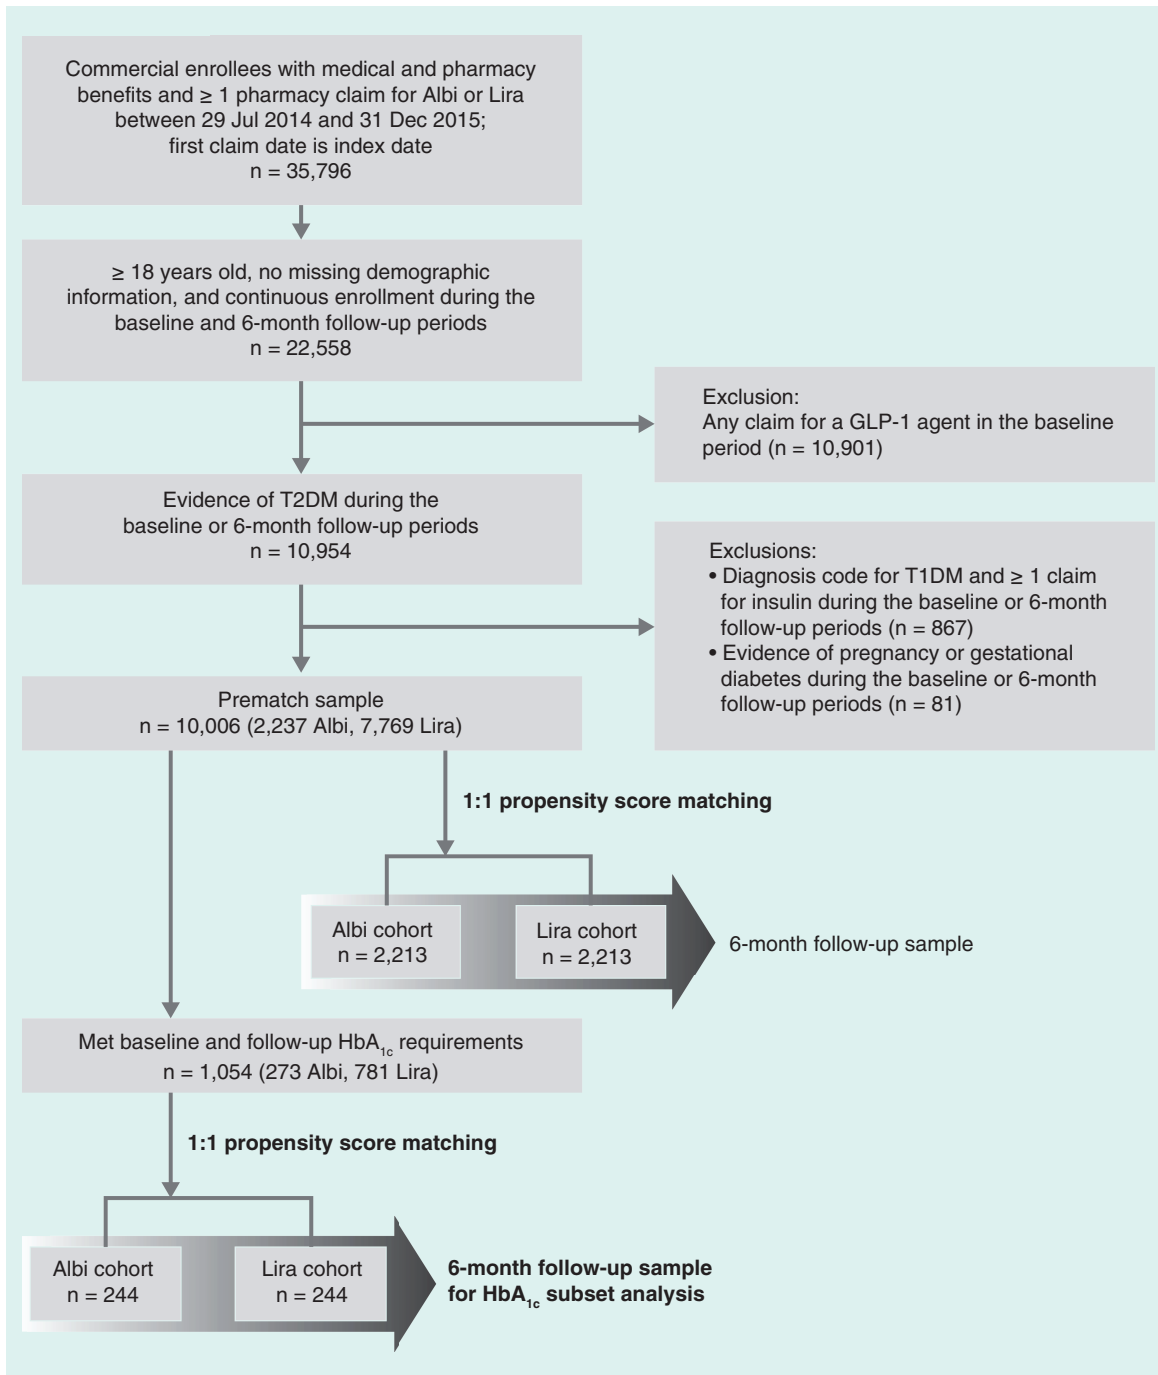 Commercial enrollees with medical and pharmacy
benefits and ≥ 1 pharmacy claim for Albi or Lira
between 29 Jul 2014 and 31 Dec 2015;
first claim date is index date
n = 35,796
≥ 18 years old, no missing demographic
information, and continuous enrollment during the
baseline and 6-month follow-up periods
n = 22,558
Exclusion:
Any claim for a GLP-1 agent in the baseline
period (n = 10,901)
Evidence of T2DM during the
baseline or 6-month follow-up periods
n = 10,954
Exclusions:
• Diagnosis code for T1DM and ≥ 1 claim
for insulin during the baseline or 6-month
follow-up periods (n = 867)
• Evidence of pregnancy or gestational
diabetes during the baseline or 6-month
follow-up periods (n = 81)
Prematch sample
n = 10,006 (2,237 Albi, 7,769 Lira)
1:1 propensity score matching
Albi cohort
n = 2,213
Lira cohort
n = 2,213
6-month follow-up sample
Met baseline and follow-up HbA1c requirements
n = 1,054 (273 Albi, 781 Lira)
1:1 propensity score matching
Albi cohort
n = 244
Lira cohort
n = 244
6-month follow-up sample
for HbA1c subset analysis